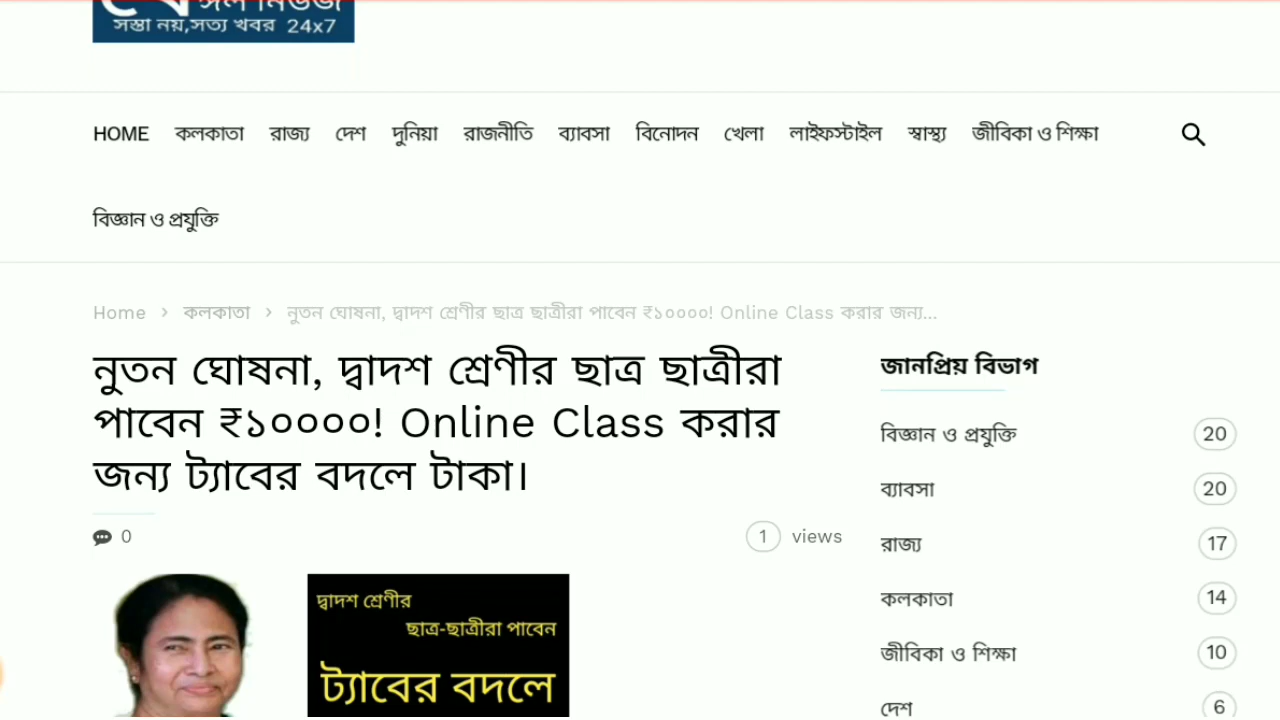 ঙ্গল নিউজ
সস্তা নয়,সত্য খবর 24x7
HOME কলকাতা রাজ্য দেশ দুনিয়া রাজনীতি ব্যাবসা বিনোদন খেলা লাইফস্টাইল স্বাস্থ্য জীবিকা ও শিক্ষা
বিজ্ঞান ও প্রযুক্তি
Home > কলকাতা > নুতন ঘোষনা, দ্বাদশ শ্রেণীর ছাত্র ছাত্রীরা পাবেন ₹১০০০০! Online Class করার জন্য...
নুতন ঘোষনা, দ্বাদশ শ্রেণীর ছাত্র ছাত্রীরা
পাবেন ₹১০০০০! Online Class করার
জন্য ট্যাবের বদলে টাকা।
0
1 views
দ্বাদশ শ্রেণীর
ছাত্র-ছাত্রীরা পাবেন
ট্যাবের বদলে
জানপ্রিয় বিভাগ
বিজ্ঞান ও প্রযুক্তি 20
ব্যাবসা 20
রাজ্য 17
কলকাতা 14
জীবিকা ও শিক্ষা 10
দেশ 6